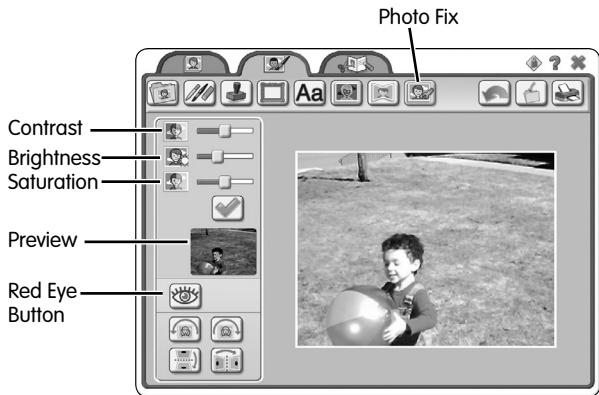 Photo Fix
?
Aa
Contrast
Brightness
Saturation
Preview
Red Eye
Button